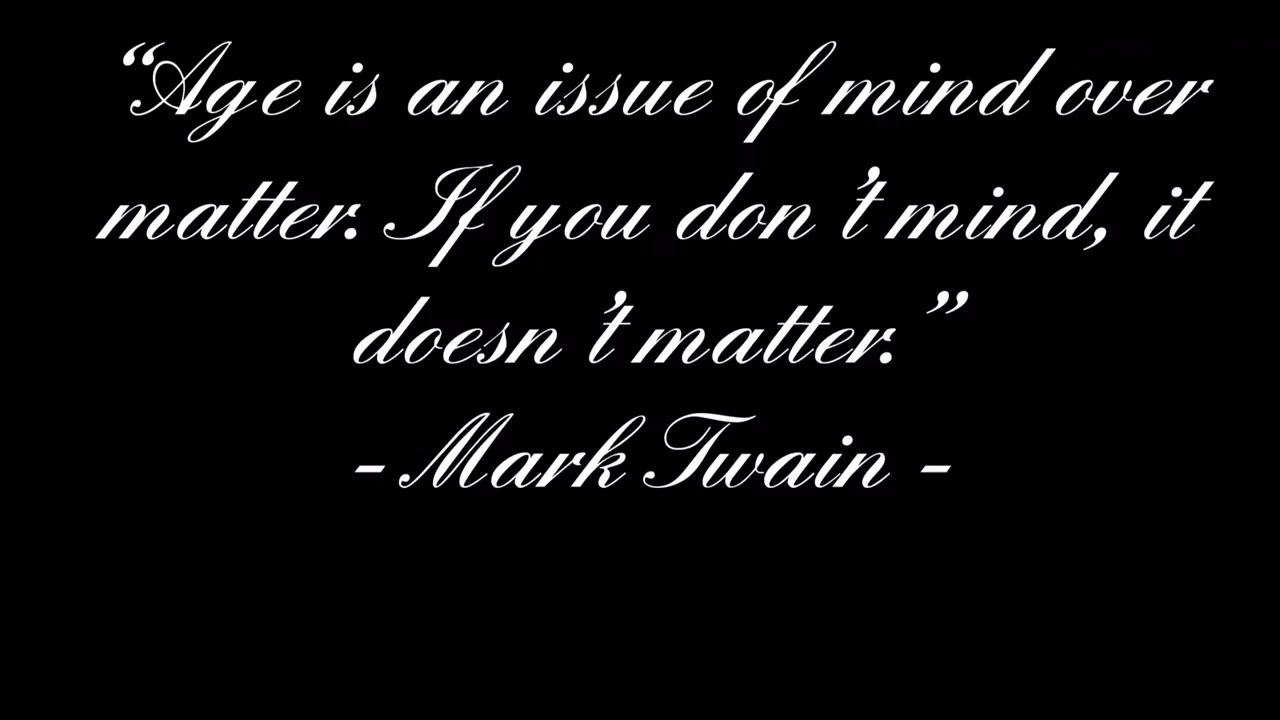 “Age is an issue of mind over
matter. If you don’t mind, it
doesn’t matter.”
- Mark Twain -